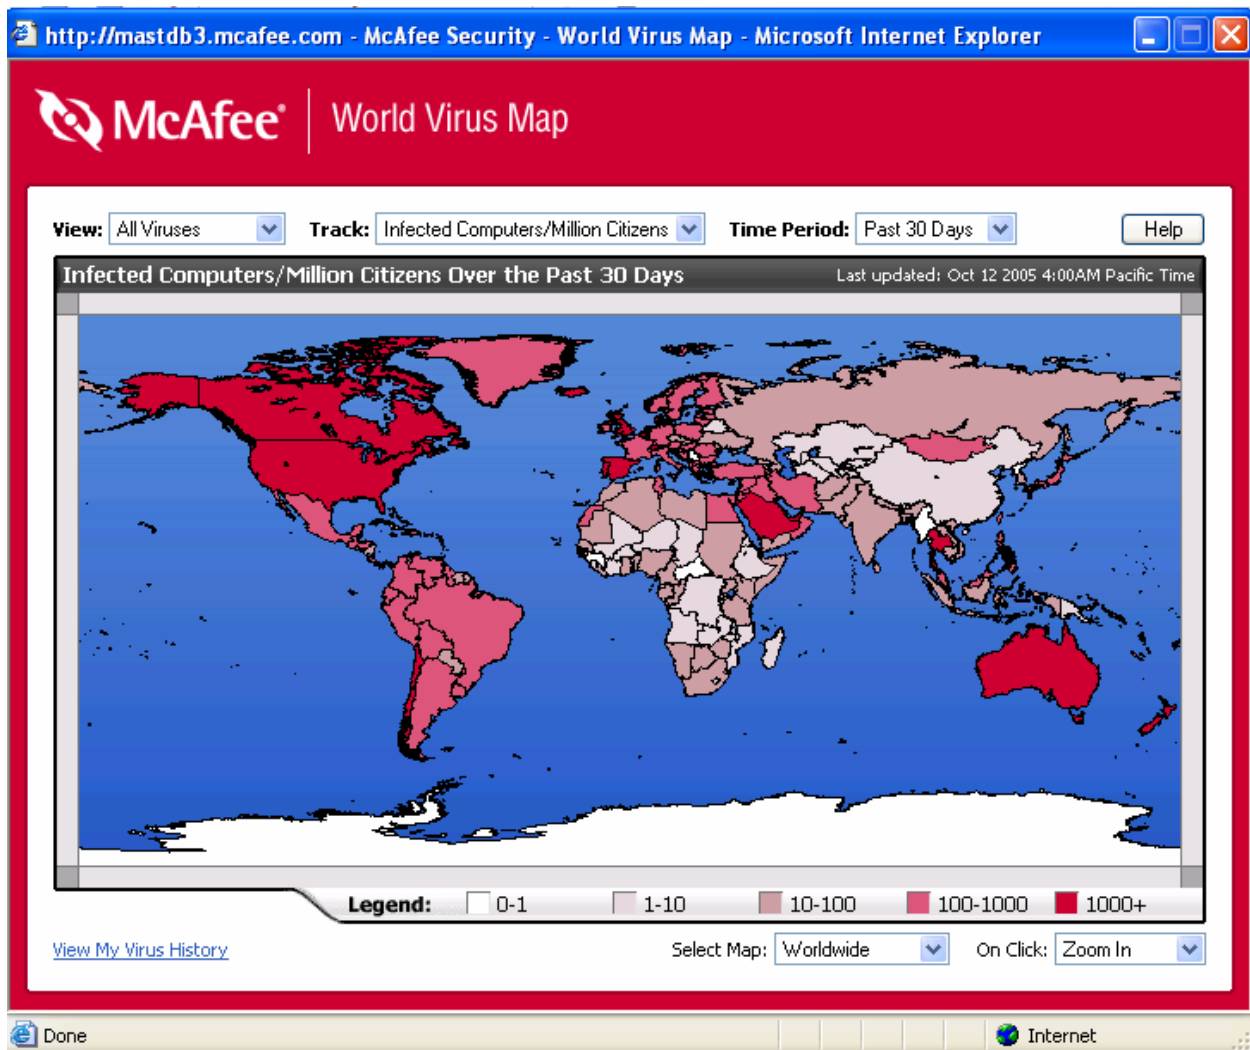 http://mastdb3.mcafee.com - McAfee Security - World Virus Map - Microsoft Internet Explorer
McAfee® World Virus Map
View: All Viruses Track: Infected Computers/Million Citizens Time Period: Past 30 Days Help
Infected Computers/Million Citizens Over the Past 30 Days Last updated: Oct 12 2005 4:00AM Pacific Time
Legend: 0-1 1-10 10-100 100-1000 1000+
View My Virus History Select Map: Worldwide On Click: Zoom In
Done Internet